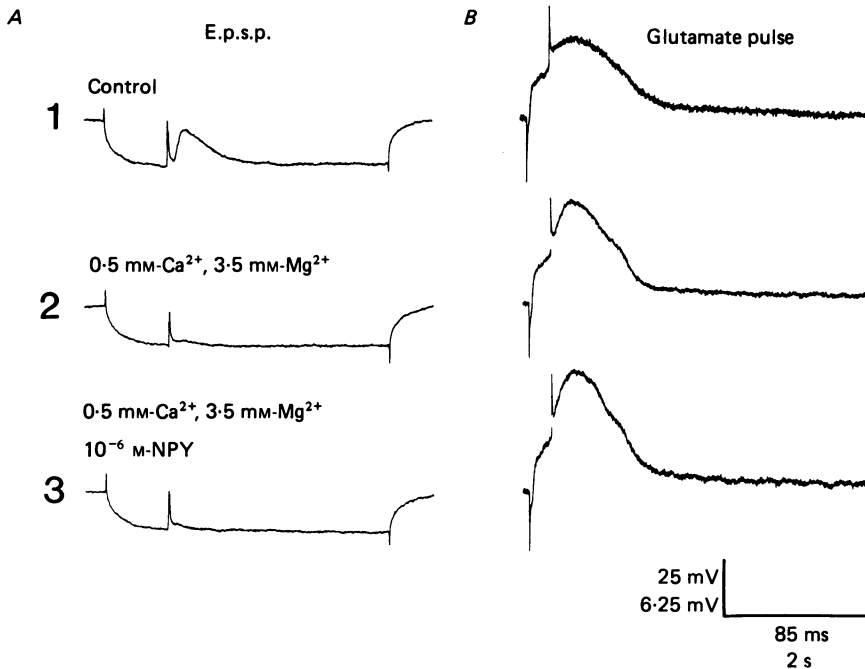 A
E.p.s.p.
B
Glutamate pulse
Control
1
0·5 mM-Ca²⁺, 3·5 mM-Mg²⁺
2
0·5 mM-Ca²⁺, 3·5 mM-Mg²⁺
10⁻⁶ M-NPY
3
25 mV
6·25 mV
85 ms
2 s